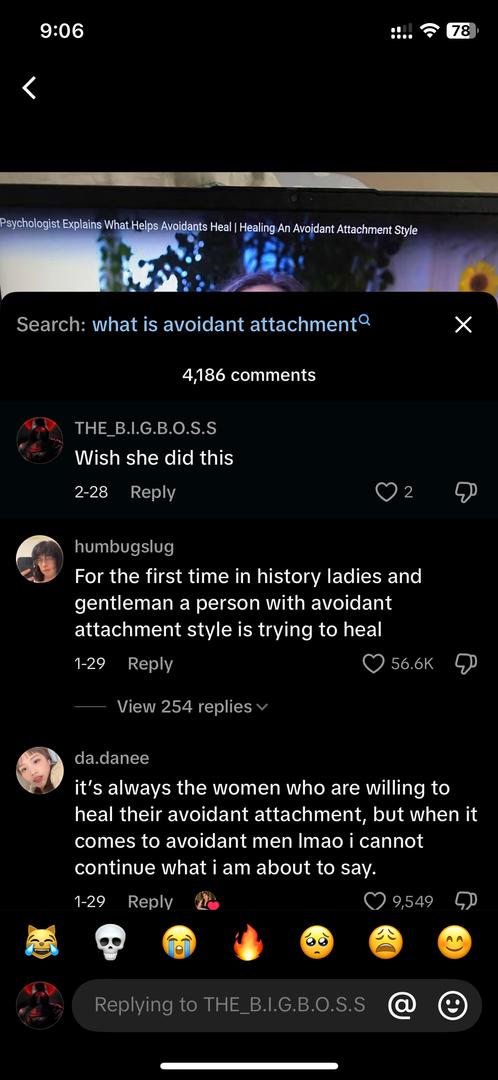 9:06
78
Psychologist Explains What Helps Avoidants Heal | Healing An Avoidant Attachment Style
Search: what is avoidant attachment
4,186 comments
THE_B.I.G.B.O.S.S
Wish she did this
2-28 Reply 2
humbugslug
For the first time in history ladies and
gentleman a person with avoidant
attachment style is trying to heal
1-29 Reply 56.6K
View 254 replies
da.danee
it’s always the women who are willing to
heal their avoidant attachment, but when it
comes to avoidant men lmao i cannot
continue what i am about to say.
1-29 Reply 9,549
Replying to THE_B.I.G.B.O.S.S @